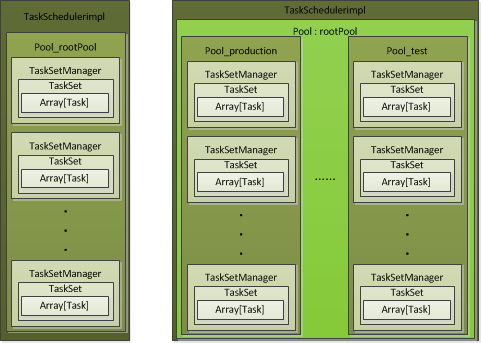 TaskSchedulerimpl
Pool_rootPool
TaskSetManager
TaskSet
Array[Task]
TaskSetManager
TaskSet
Array[Task]
.
.
.
TaskSetManager
TaskSet
Array[Task]
TaskSchedulerimpl
Pool : rootPool
Pool_production
TaskSetManager
TaskSet
Array[Task]
TaskSetManager
TaskSet
Array[Task]
.
.
.
TaskSetManager
TaskSet
Array[Task]
......
Pool_test
TaskSetManager
TaskSet
Array[Task]
TaskSetManager
TaskSet
Array[Task]
.
.
.
TaskSetManager
TaskSet
Array[Task]